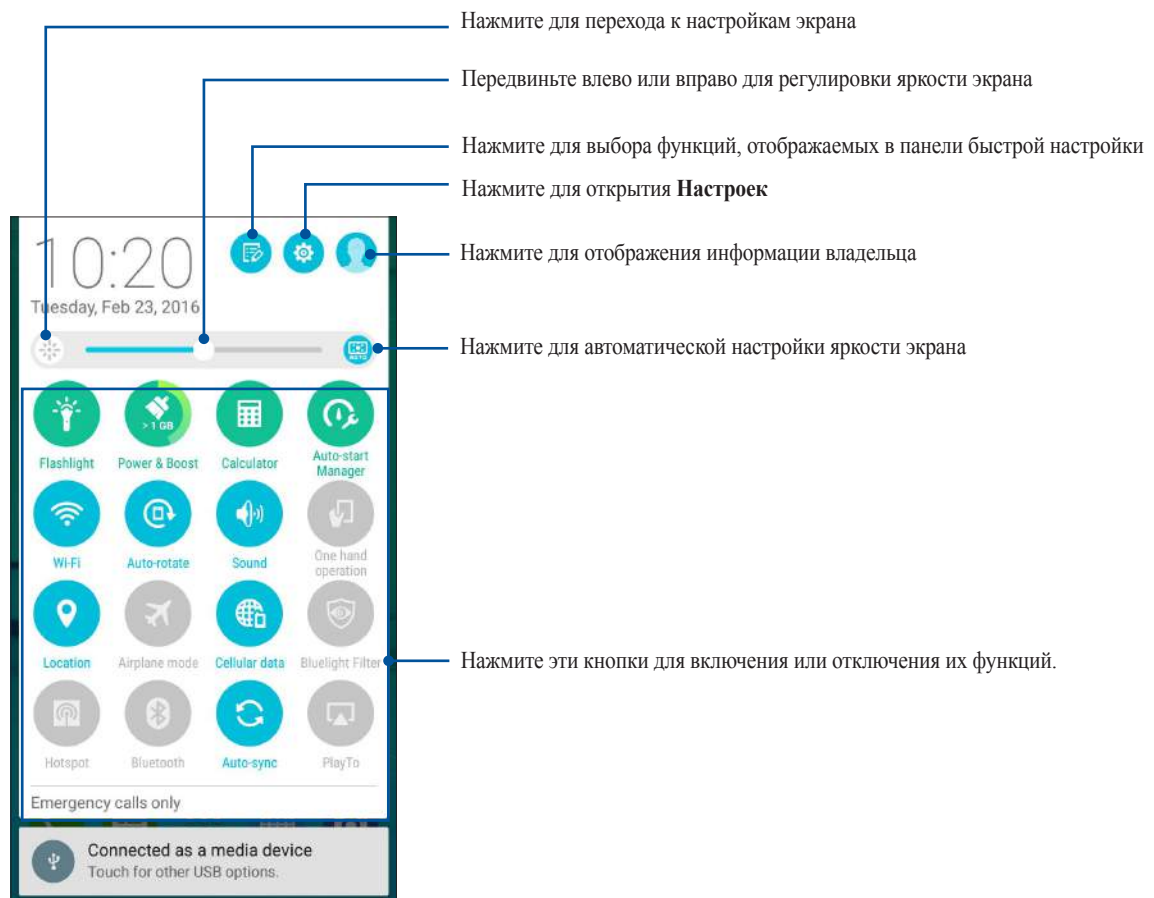 Нажмите для перехода к настройкам экрана
Передвиньте влево или вправо для регулировки яркости экрана
Нажмите для выбора функций, отображаемых в панели быстрой настройки
Нажмите для открытия Настроек
Нажмите для отображения информации владельца
Нажмите для автоматической настройки яркости экрана
Нажмите эти кнопки для включения или отключения их функций.
10:20
Tuesday, Feb 23, 2016
AUTO
> 1 GB
Flashlight Power & Boost Calculator Auto-start
Manager
Wi-Fi Auto-rotate Sound One hand
operation
Location Airplane mode Cellular data Bluelight Filter
Hotspot Bluetooth Auto-sync PlayTo
Emergency calls only
Connected as a media device
Touch for other USB options.